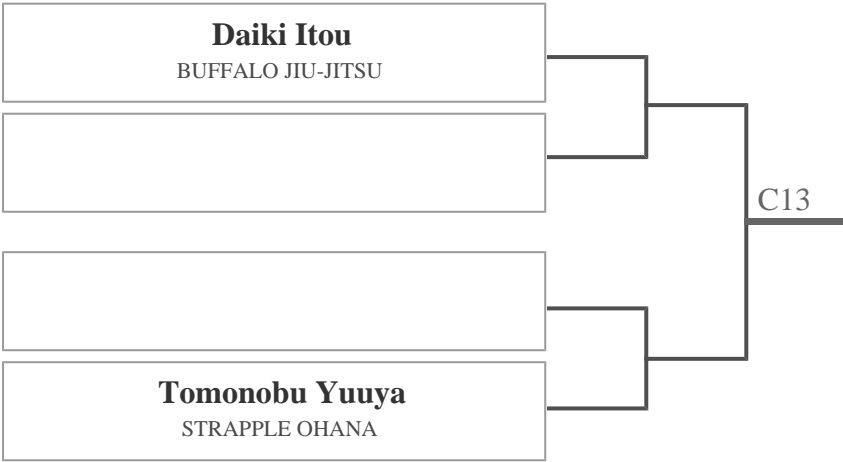 Daiki Itou
BUFFALO JIU-JITSU
C13
Tomonobu Yuuya
STRAPPLE OHANA